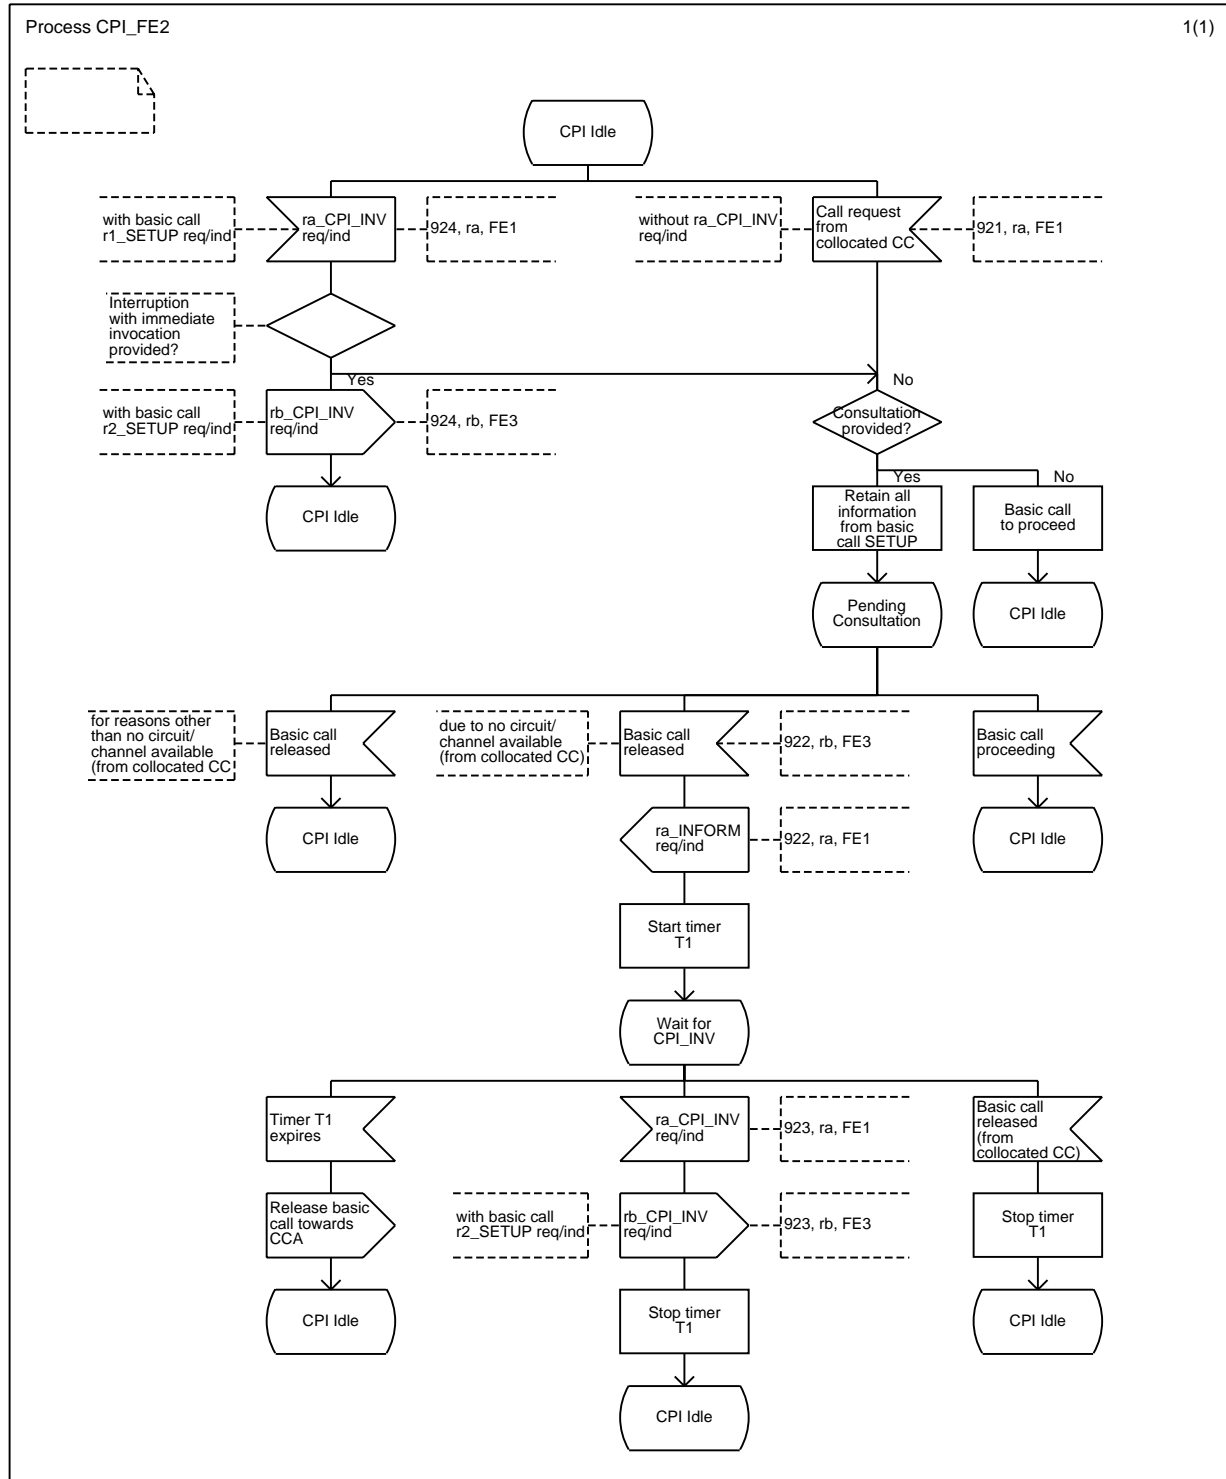 Process CPI_FE2
1(1)
CPI Idle
with basic call
r1_SETUP req/ind
ra_CPI_INV
req/ind
924, ra, FE1
without ra_CPI_INV
req/ind
Call request
from
collocated CC
921, ra, FE1
Interruption
with immediate
invocation
provided?
Yes
No
with basic call
r2_SETUP req/ind
rb_CPI_INV
req/ind
924, rb, FE3
Consultation
provided?
Yes
No
CPI Idle
Retain all
information
from basic
call SETUP
Basic call
to proceed
Pending
Consultation
CPI Idle
for reasons other
than no circuit/
channel available
(from collocated CC
Basic call
released
due to no circuit/
channel available
(from collocated CC)
Basic call
released
922, rb, FE3
Basic call
proceeding
CPI Idle
ra_INFORM
req/ind
922, ra, FE1
CPI Idle
Start timer
T1
Wait for
CPI_INV
Timer T1
expires
ra_CPI_INV
req/ind
923, ra, FE1
Basic call
released
(from
collocated CC)
Release basic
call towards
CCA
with basic call
r2_SETUP req/ind
rb_CPI_INV
req/ind
923, rb, FE3
Stop timer
T1
CPI Idle
Stop timer
T1
CPI Idle
CPI Idle